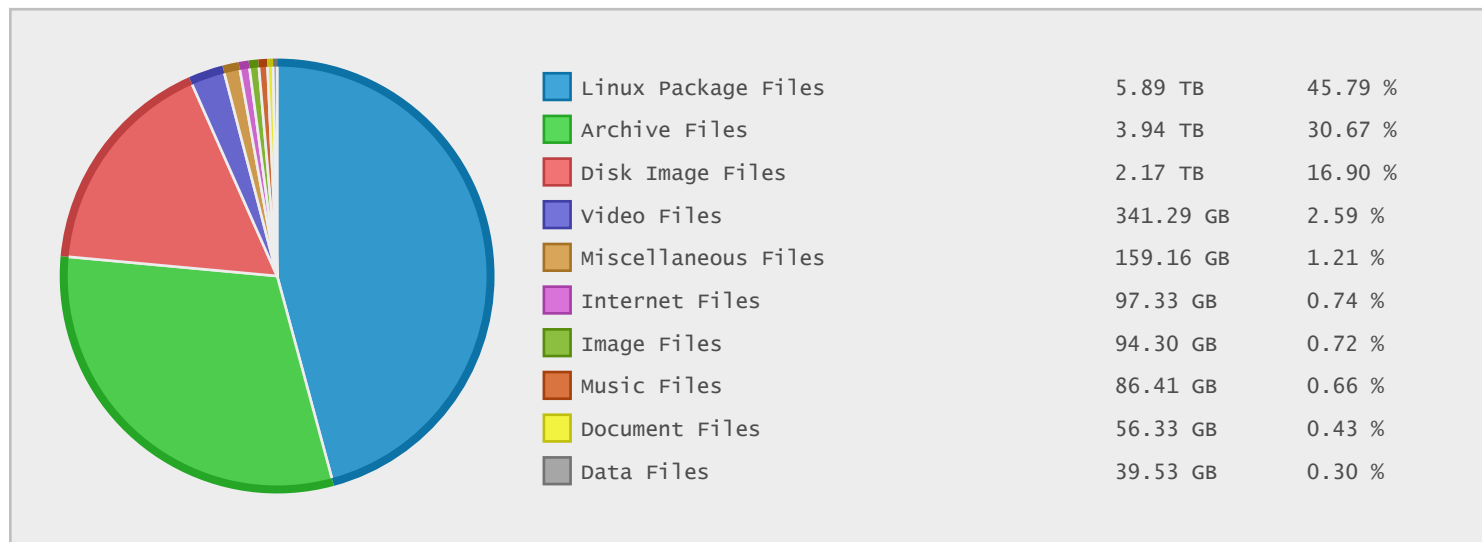 Linux Package Files 5.89 TB 45.79 %
Archive Files 3.94 TB 30.67 %
Disk Image Files 2.17 TB 16.90 %
Video Files 341.29 GB 2.59 %
Miscellaneous Files 159.16 GB 1.21 %
Internet Files 97.33 GB 0.74 %
Image Files 94.30 GB 0.72 %
Music Files 86.41 GB 0.66 %
Document Files 56.33 GB 0.43 %
Data Files 39.53 GB 0.30 %